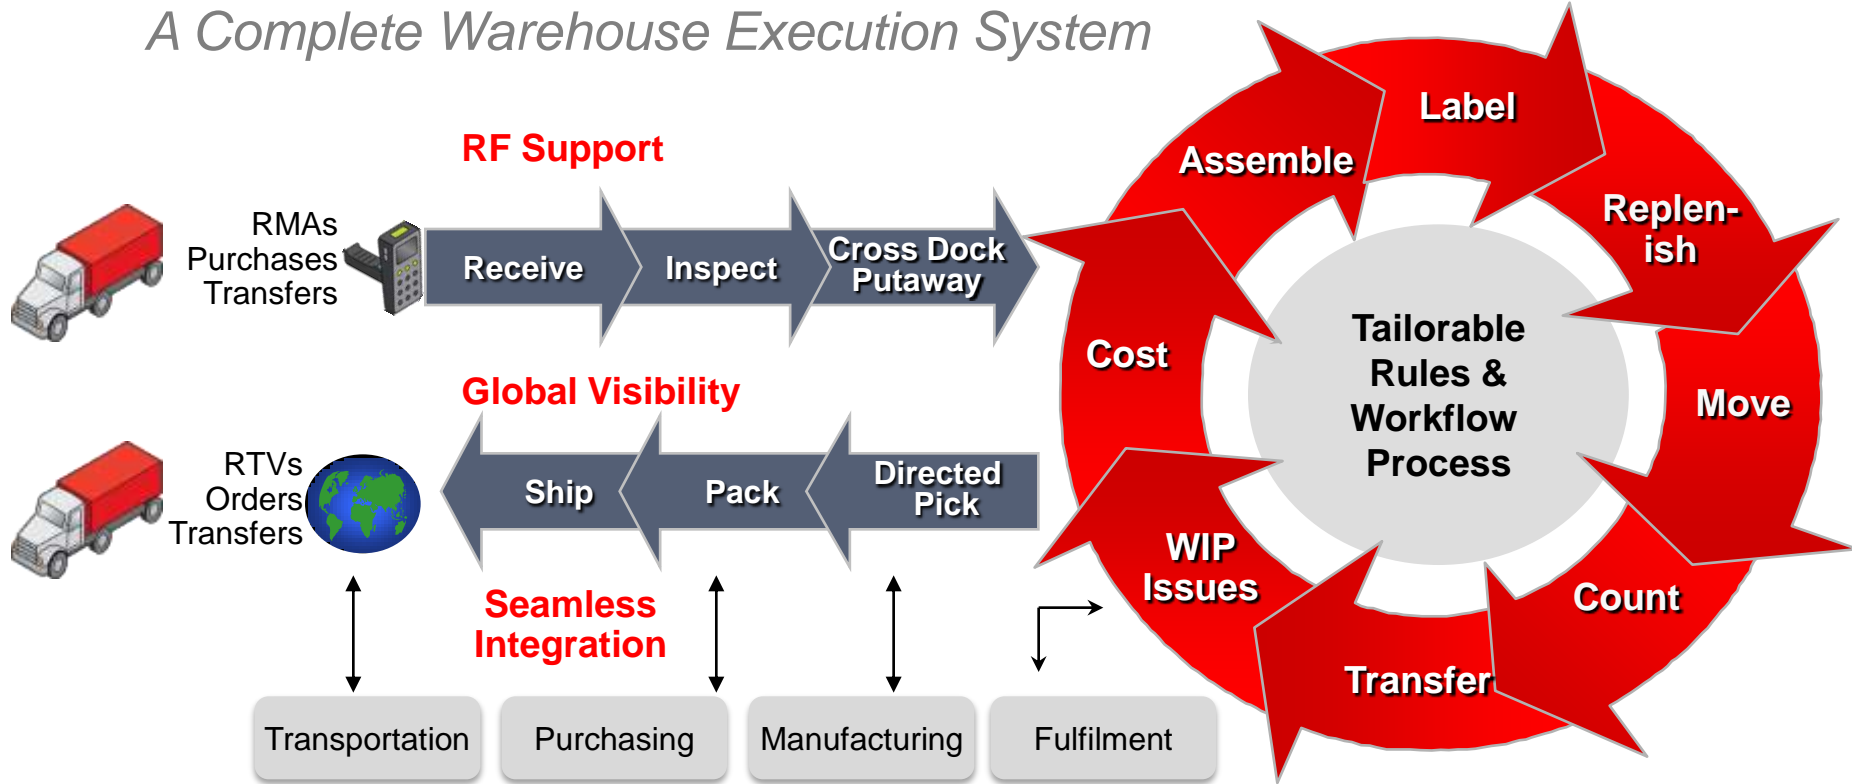 A Complete Warehouse Execution System
RF Support
RMAs
Purchases
Transfers
Receive
Inspect
Cross Dock
Putaway
Global Visibility
RTVs
Orders
Transfers
Ship
Pack
Directed
Pick
Seamless
Integration
Transportation
Purchasing
Manufacturing
Fulfilment
Label
Replen-
ish
Move
Count
Transfer
WIP
Issues
Cost
Assemble
Tailorable
Rules &
Workflow
Process